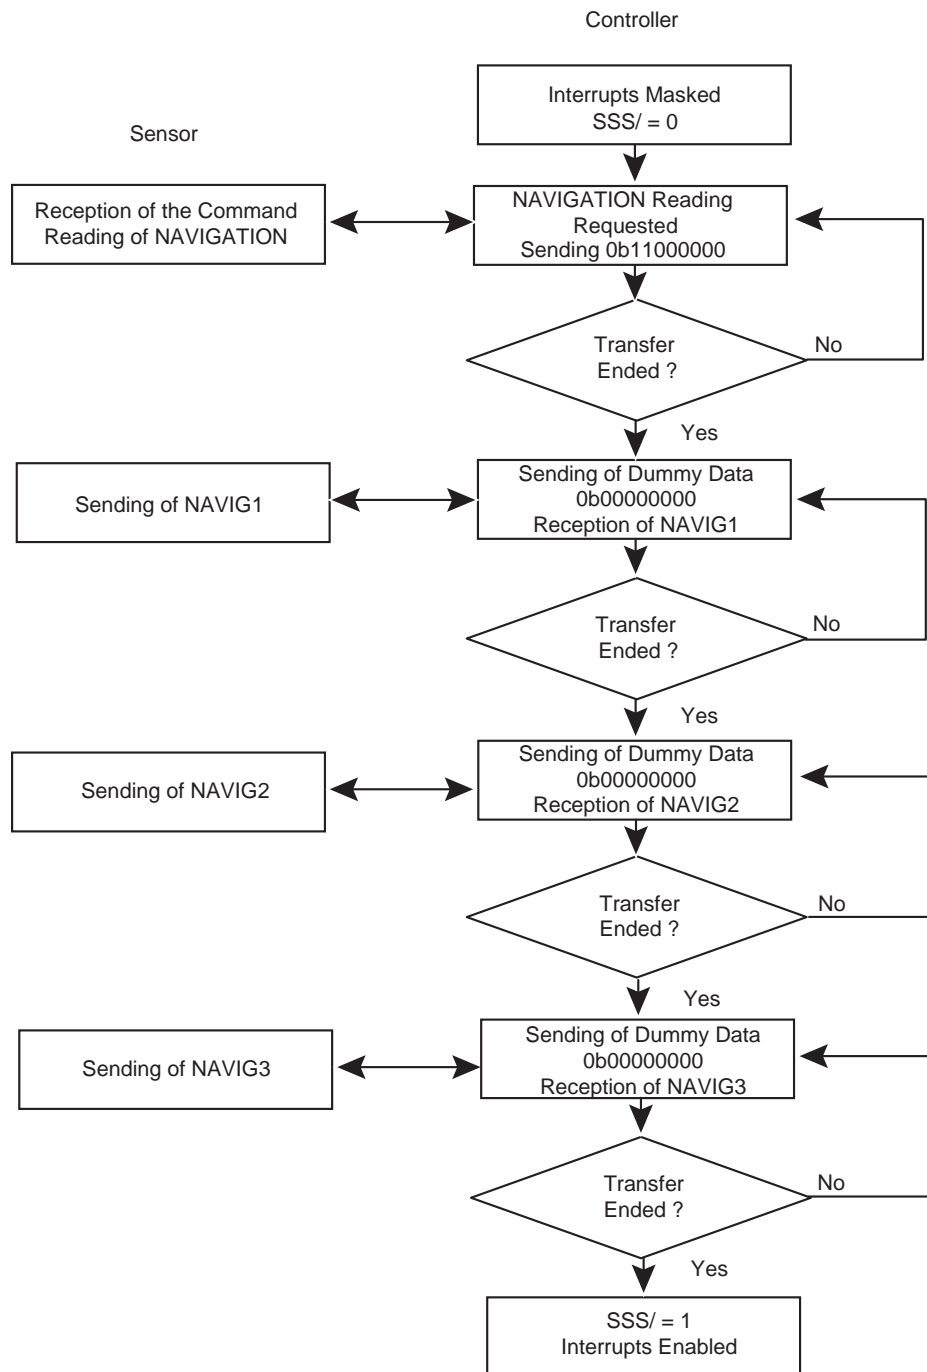 Controller
Interrupts Masked
SSS/ = 0
Sensor
Reception of the Command
Reading of NAVIGATION
NAVIGATION Reading
Requested
Sending 0b11000000
Transfer
Ended ?
No
Yes
Sending of NAVIG1
Sending of Dummy Data
0b00000000
Reception of NAVIG1
Transfer
Ended ?
No
Yes
Sending of NAVIG2
Sending of Dummy Data
0b00000000
Reception of NAVIG2
Transfer
Ended ?
No
Yes
Sending of NAVIG3
Sending of Dummy Data
0b00000000
Reception of NAVIG3
Transfer
Ended ?
No
Yes
SSS/ = 1
Interrupts Enabled